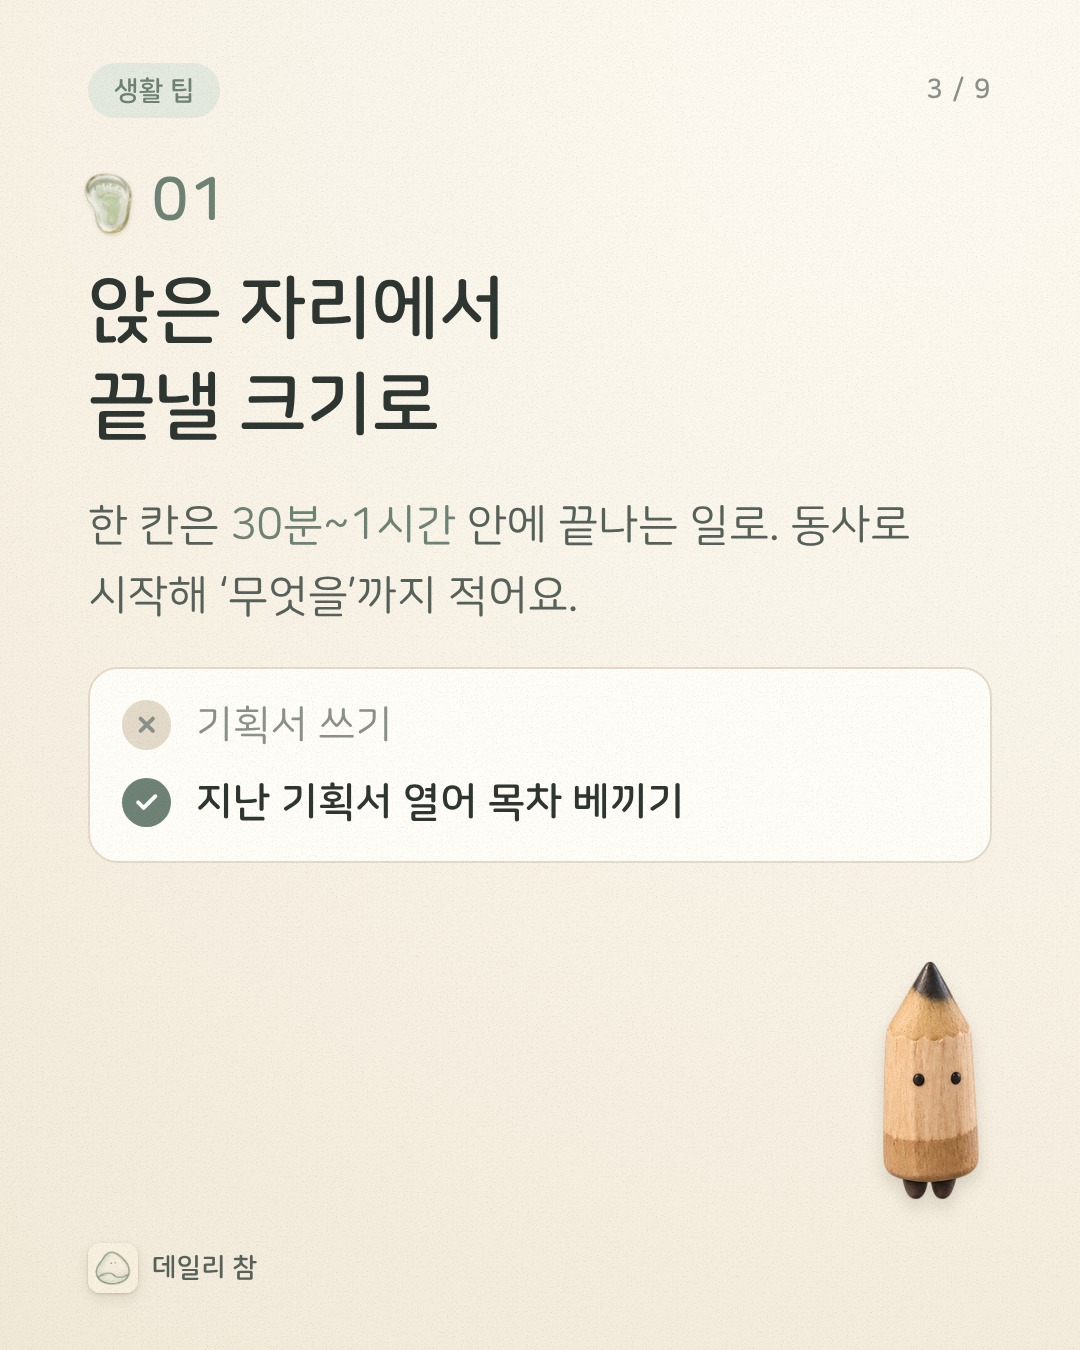 생활 팁
3 / 9
01
앉은 자리에서
끝낼 크기로
한 칸은 30분~1시간 안에 끝나는 일로. 동사로
시작해 ‘무엇을’까지 적어요.
기획서 쓰기
지난 기획서 열어 목차 베끼기
데일리 참